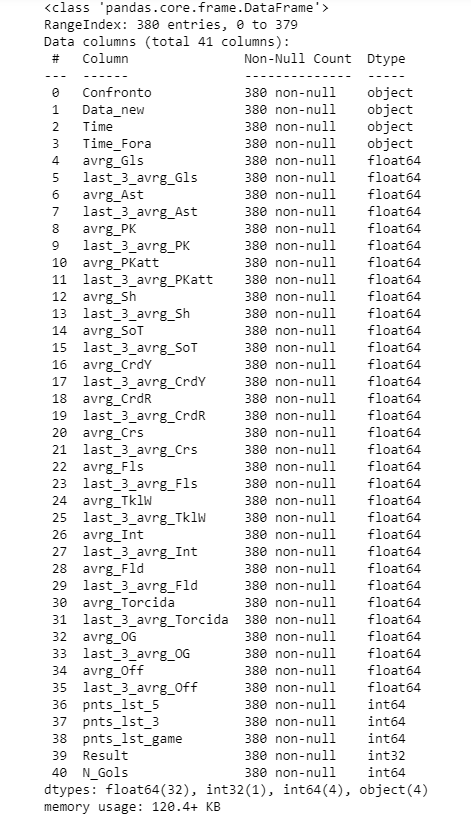 <class 'pandas.core.frame.DataFrame'>
RangeIndex: 380 entries, 0 to 379
Data columns (total 41 columns):
 #   Column              Non-Null Count  Dtype
---  ------              --------------  -----
 0   Confronto           380 non-null    object
 1   Data_new            380 non-null    object
 2   Time                380 non-null    object
 3   Time_Fora           380 non-null    object
 4   avrg_Gls            380 non-null    float64
 5   last_3_avrg_Gls     380 non-null    float64
 6   avrg_Ast            380 non-null    float64
 7   last_3_avrg_Ast     380 non-null    float64
 8   avrg_PK             380 non-null    float64
 9   last_3_avrg_PK      380 non-null    float64
 10  avrg_PKatt          380 non-null    float64
 11  last_3_avrg_PKatt   380 non-null    float64
 12  avrg_Sh             380 non-null    float64
 13  last_3_avrg_Sh      380 non-null    float64
 14  avrg_SoT            380 non-null    float64
 15  last_3_avrg_SoT     380 non-null    float64
 16  avrg_CrdY           380 non-null    float64
 17  last_3_avrg_CrdY    380 non-null    float64
 18  avrg_CrdR           380 non-null    float64
 19  last_3_avrg_CrdR    380 non-null    float64
 20  avrg_Crs            380 non-null    float64
 21  last_3_avrg_Crs     380 non-null    float64
 22  avrg_Fls            380 non-null    float64
 23  last_3_avrg_Fls     380 non-null    float64
 24  avrg_TklW           380 non-null    float64
 25  last_3_avrg_TklW    380 non-null    float64
 26  avrg_Int            380 non-null    float64
 27  last_3_avrg_Int     380 non-null    float64
 28  avrg_Fld            380 non-null    float64
 29  last_3_avrg_Fld     380 non-null    float64
 30  avrg_Torcida        380 non-null    float64
 31  last_3_avrg_Torcida 380 non-null    float64
 32  avrg_OG             380 non-null    float64
 33  last_3_avrg_OG      380 non-null    float64
 34  avrg_Off            380 non-null    float64
 35  last_3_avrg_Off     380 non-null    float64
 36  pnts_lst_5          380 non-null    int64
 37  pnts_lst_3          380 non-null    int64
 38  pnts_lst_game       380 non-null    int64
 39  Result              380 non-null    int32
 40  N_Gols              380 non-null    int64
dtypes: float64(32), int32(1), int64(4), object(4)
memory usage: 120.4+ KB